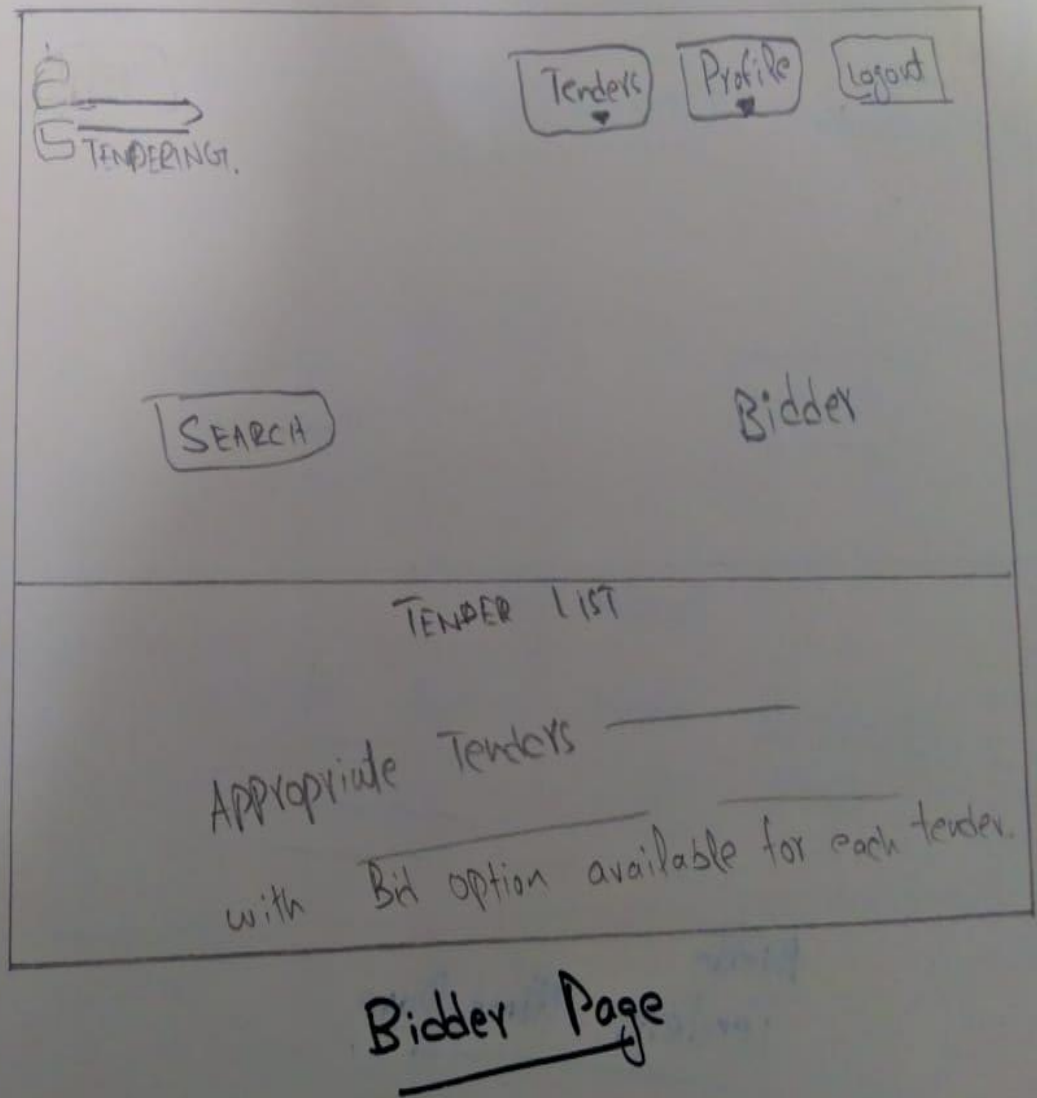 Tenders Profile Logout
TENDERING.
SEARCH Bidder
TENDER LIST
Appropriate Tenders
with Bid option available for each tender.
Bidder Page